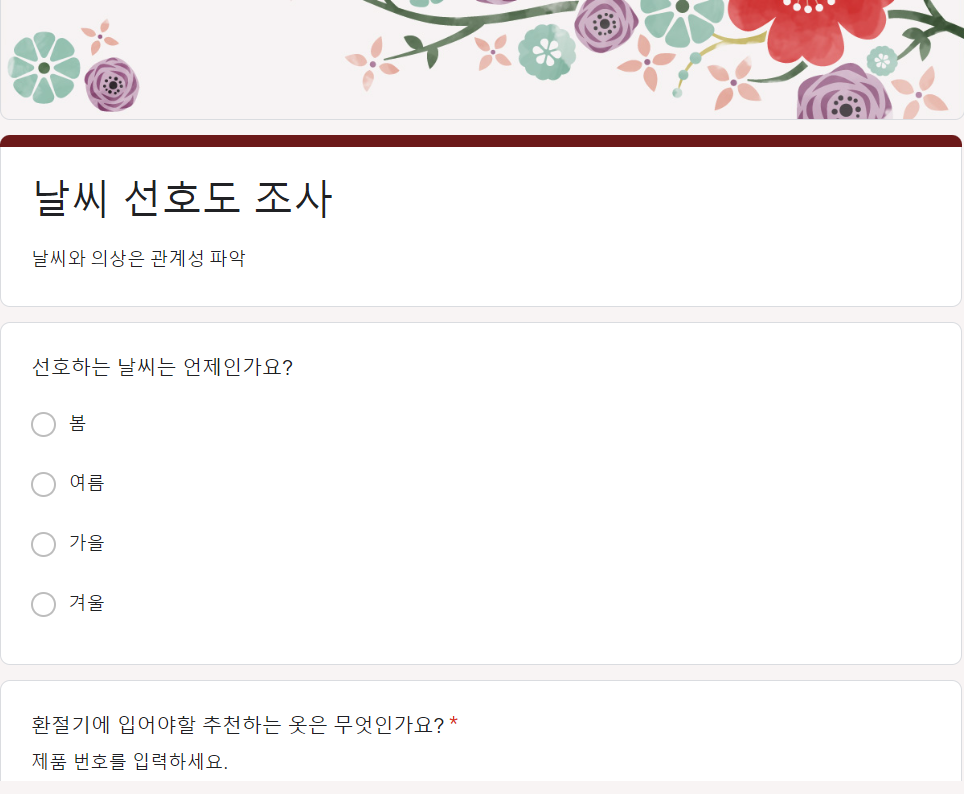 날씨 선호도 조사
날씨와 의상은 관계성 파악
선호하는 날씨는 언제인가요?
봄
여름
가을
겨울
환절기에 입어야할 추천하는 옷은 무엇인가요? *
제품 번호를 입력하세요.